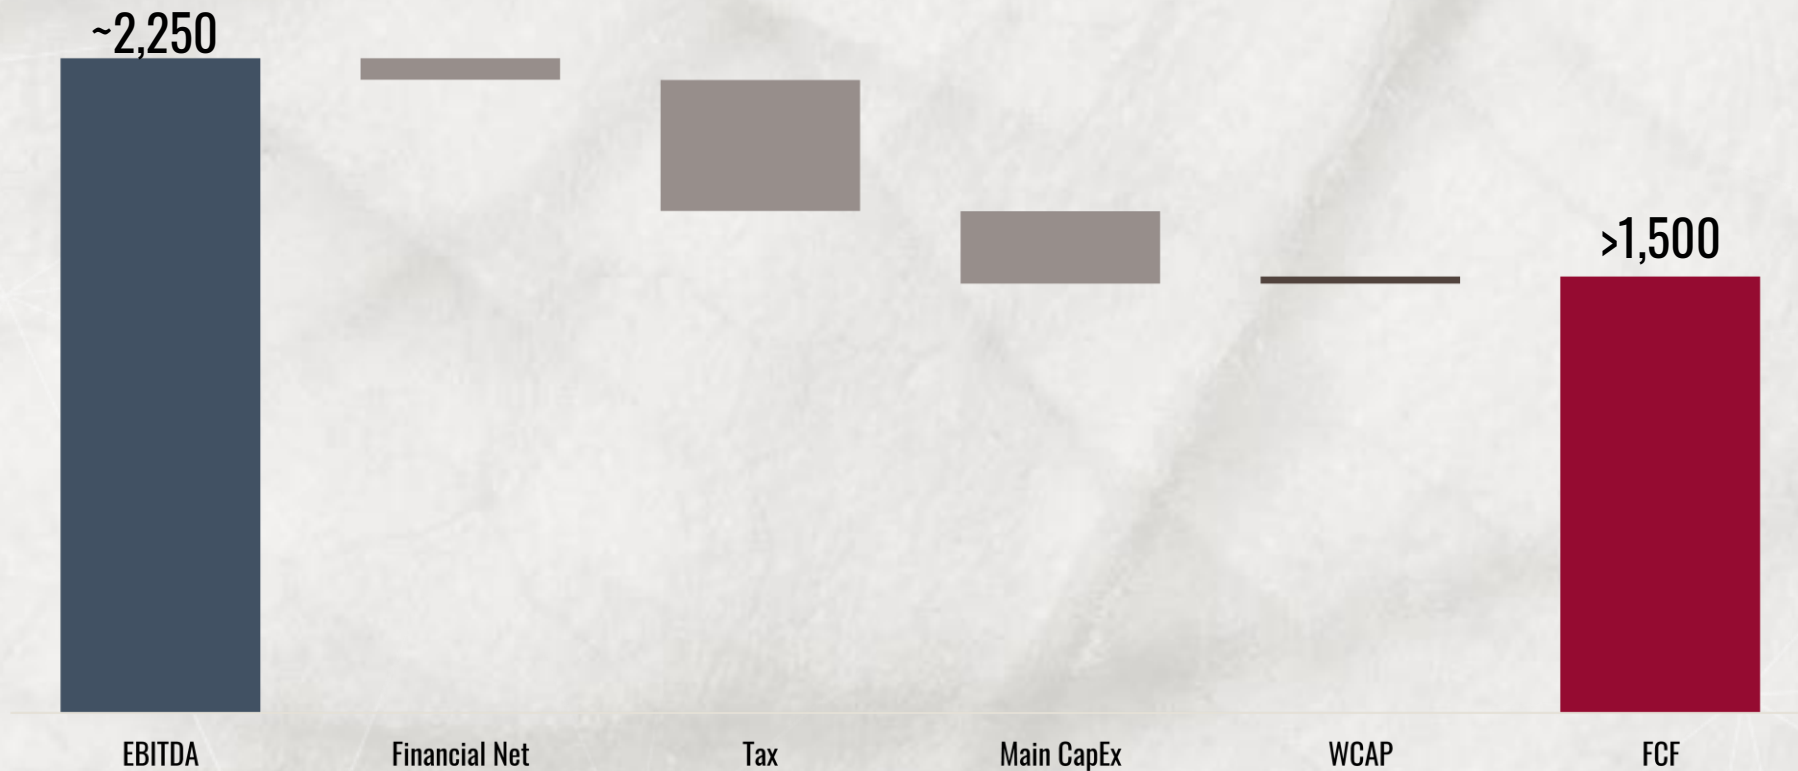 ~2,250
>1,500
EBITDA
Financial Net
Tax
Main CapEx
WCAP
FCF